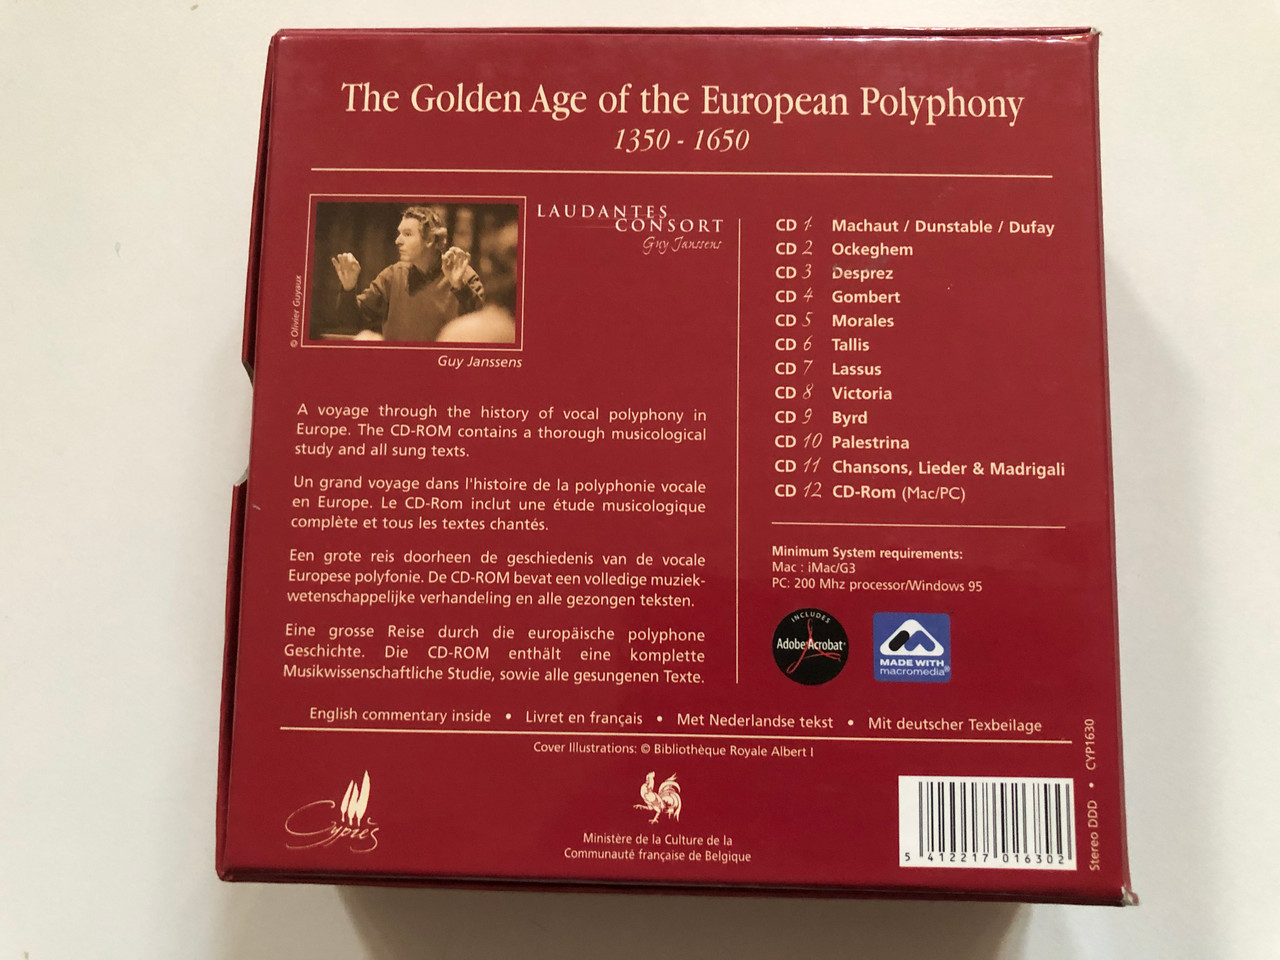 The Golden Age of the European Polyphony
1350 - 1650
© Olivier Guyaux
Guy Janssens
LAUDANTES
CONSORT
Guy Janssens
A voyage through the history of vocal polyphony in
Europe. The CD-ROM contains a thorough musicological
study and all sung texts.
Un grand voyage dans l'histoire de la polyphonie vocale
en Europe. Le CD-Rom inclut une étude musicologique
complète et tous les textes chantés.
Een grote reis doorheen de geschiedenis van de vocale
Europese polyfonie. De CD-ROM bevat een volledige muziek-
wetenschappelijke verhandeling en alle gezongen teksten.
Eine grosse Reise durch die europäische polyphone
Geschichte. Die CD-ROM enthält eine komplette
Musikwissenschaftliche Studie, sowie alle gesungenen Texte.
CD 1 Machaut / Dunstable / Dufay
CD 2 Ockeghem
CD 3 Desprez
CD 4 Gombert
CD 5 Morales
CD 6 Tallis
CD 7 Lassus
CD 8 Victoria
CD 9 Byrd
CD 10 Palestrina
CD 11 Chansons, Lieder & Madrigali
CD 12 CD-Rom (Mac/PC)
Minimum System requirements:
Mac : iMac/G3
PC: 200 Mhz processor/Windows 95
INCLUDES
Adobe Acrobat
MADE WITH
macromedia®
English commentary inside • Livret en français • Met Nederlandse tekst • Mit deutscher Texbeilage
Cover Illustrations: © Bibliothèque Royale Albert I
Cyprès
Ministère de la Culture de la
Communauté française de Belgique
5 412217 016302
Stereo DDD • CYP1630